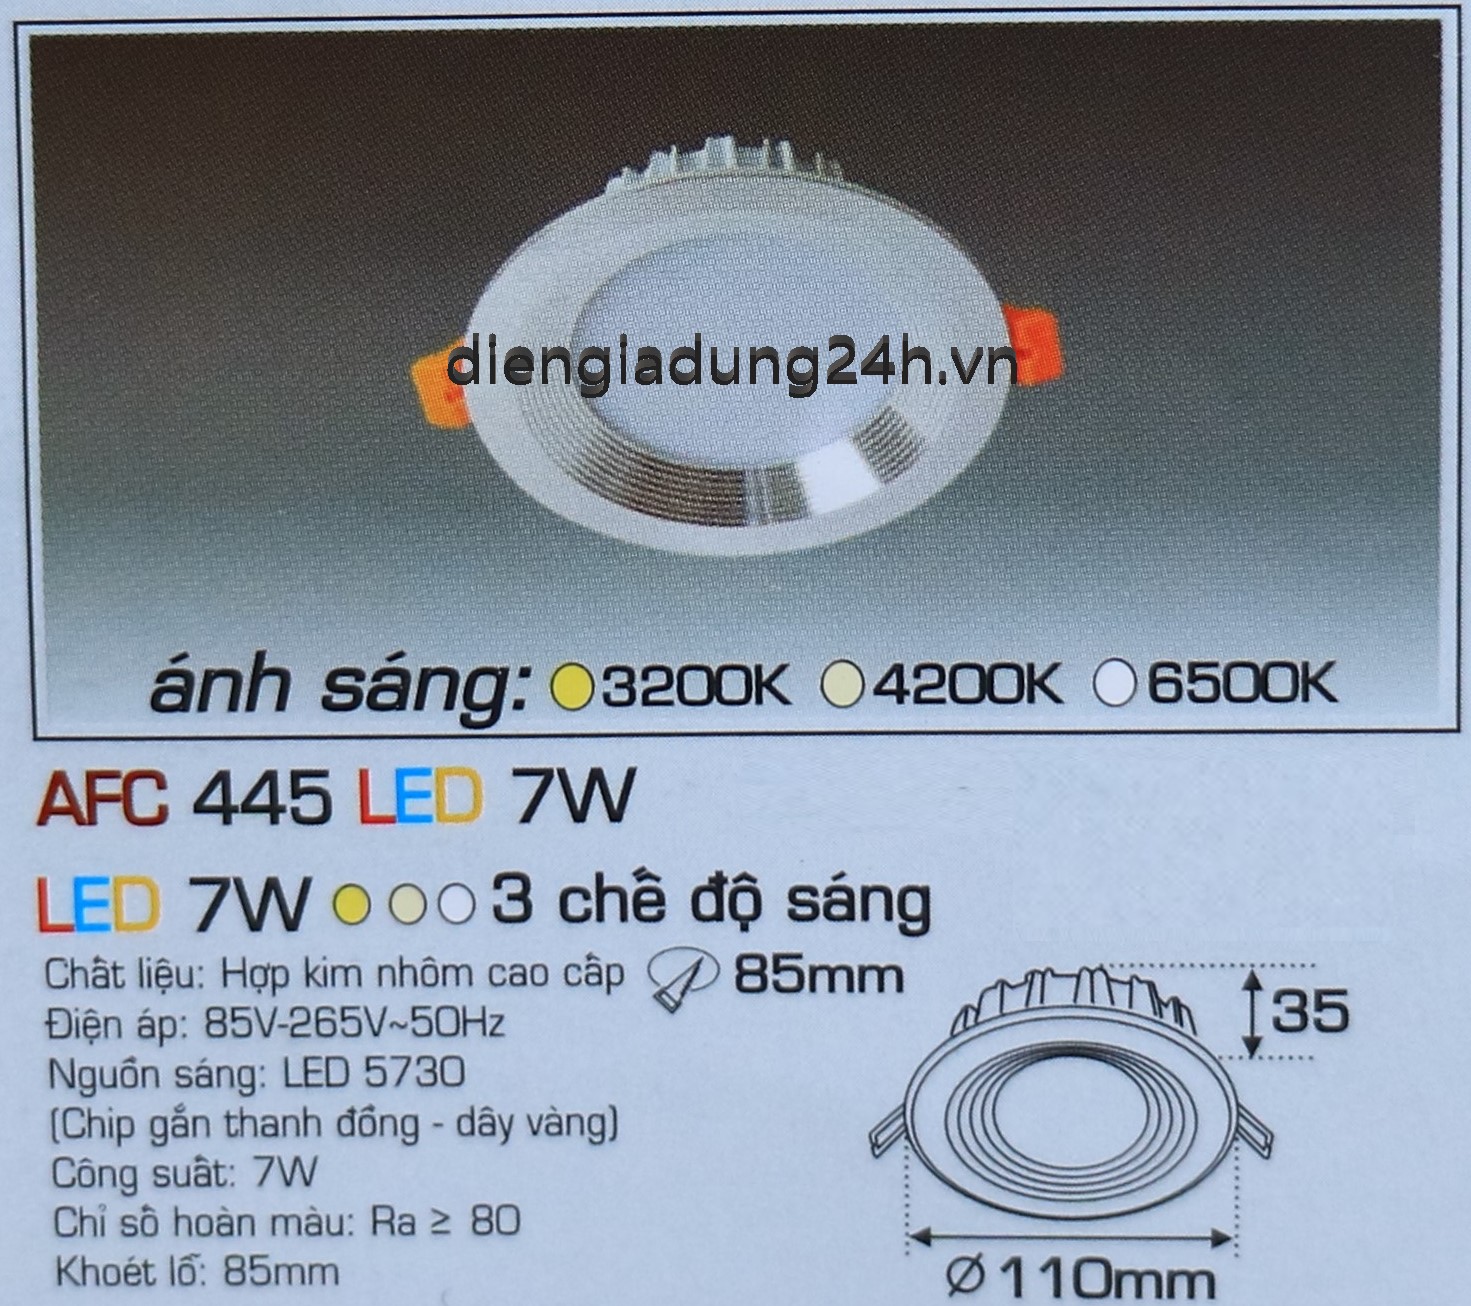 diengiadung24h.vn
ánh sáng: 3200K 4200K 6500K
AFC 445 LED 7W
LED 7W 3 chế độ sáng
Chất liệu: Hợp kim nhôm cao cấp 85mm
Điện áp: 85V-265V~50Hz
35
Nguồn sáng: LED 5730
(Chip gắn thanh đồng - dây vàng)
Công suất: 7W
Chỉ số hoàn màu: Ra ≥ 80
Khoét lỗ: 85mm
Ø110mm